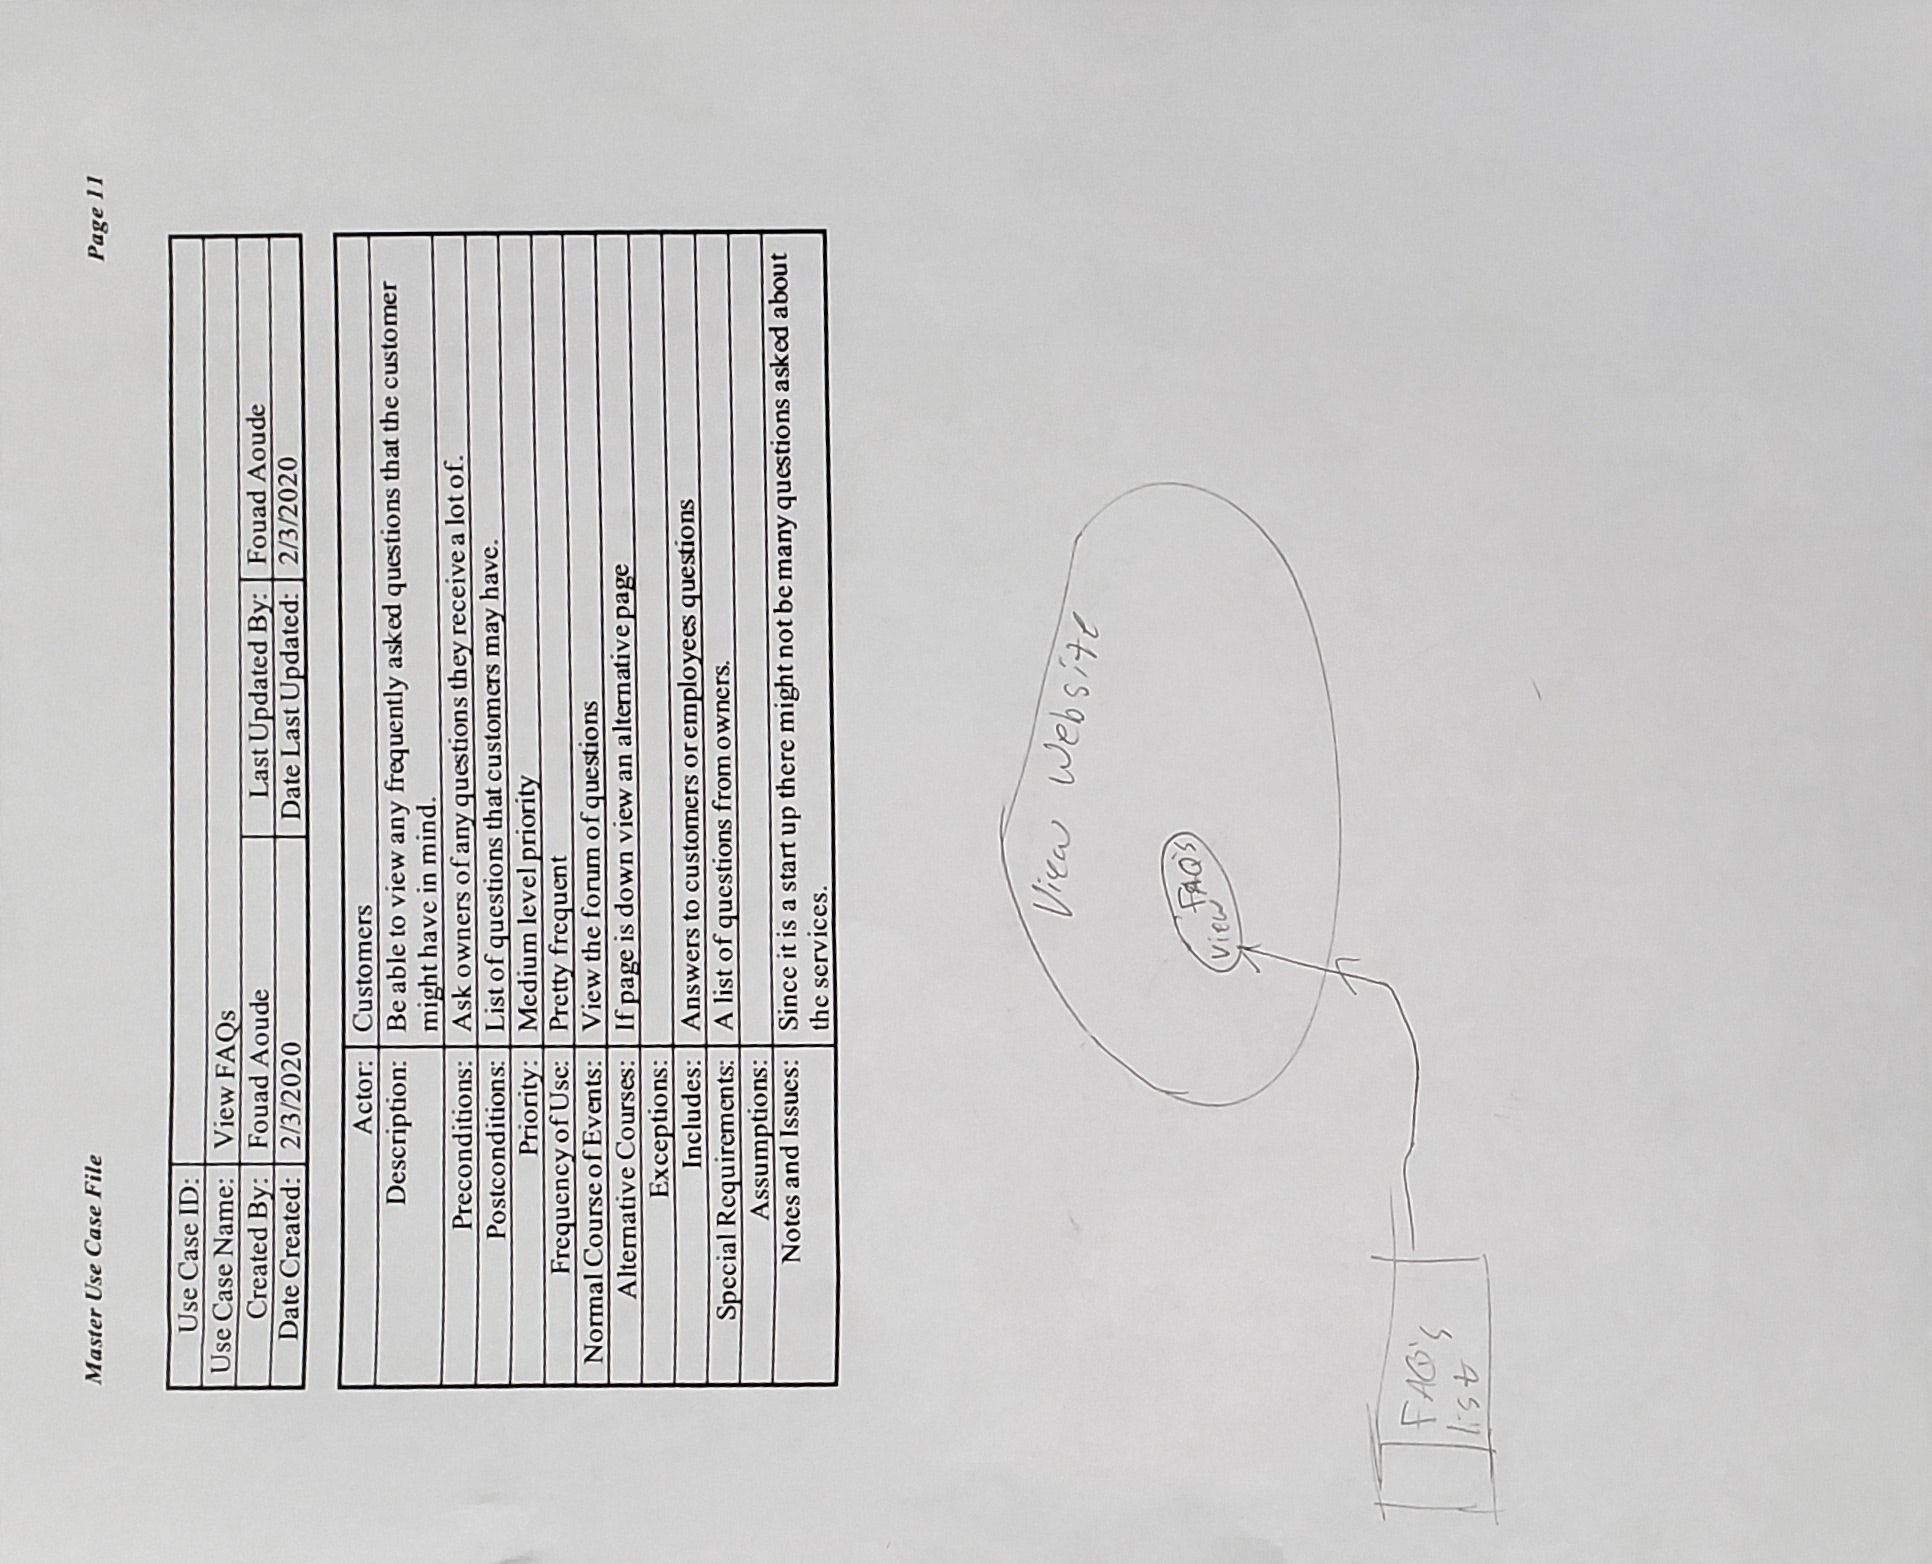 Master Use Case File Page 11
Use Case ID:
Use Case Name: View FAQs
Created By: Fouad Aoude Last Updated By: Fouad Aoude
Date Created: 2/3/2020 Date Last Updated: 2/3/2020
Actor: Customers
Description: Be able to view any frequently asked questions that the customer
might have in mind.
Preconditions: Ask owners of any questions they receive a lot of.
Postconditions: List of questions that customers may have.
Priority: Medium level priority
Frequency of Use: Pretty frequent
Normal Course of Events: View the forum of questions
Alternative Courses: If page is down view an alternative page
Exceptions:
Includes: Answers to customers or employees questions
Special Requirements: A list of questions from owners.
Assumptions:
Notes and Issues: Since it is a start up there might not be many questions asked about
the services.
View Website
View FAQ's
FAQ's
list